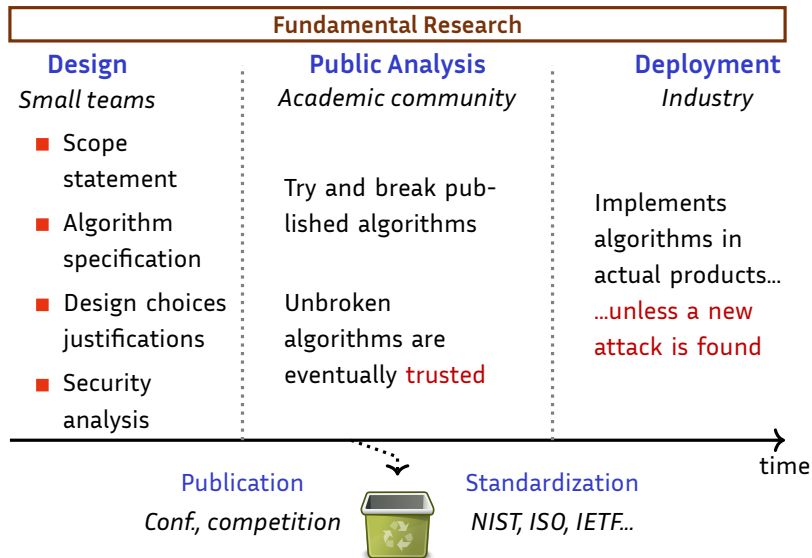 Fundamental Research
Design
Small teams
Scope
statement
Algorithm
specification
Design choices
justifications
Security
analysis
Public Analysis
Academic community
Try and break pub-
lished algorithms
Unbroken
algorithms are
eventually trusted
Deployment
Industry
Implements
algorithms in
actual products...
...unless a new
attack is found
time
Publication
Conf., competition
Standardization
NIST, ISO, IETF...